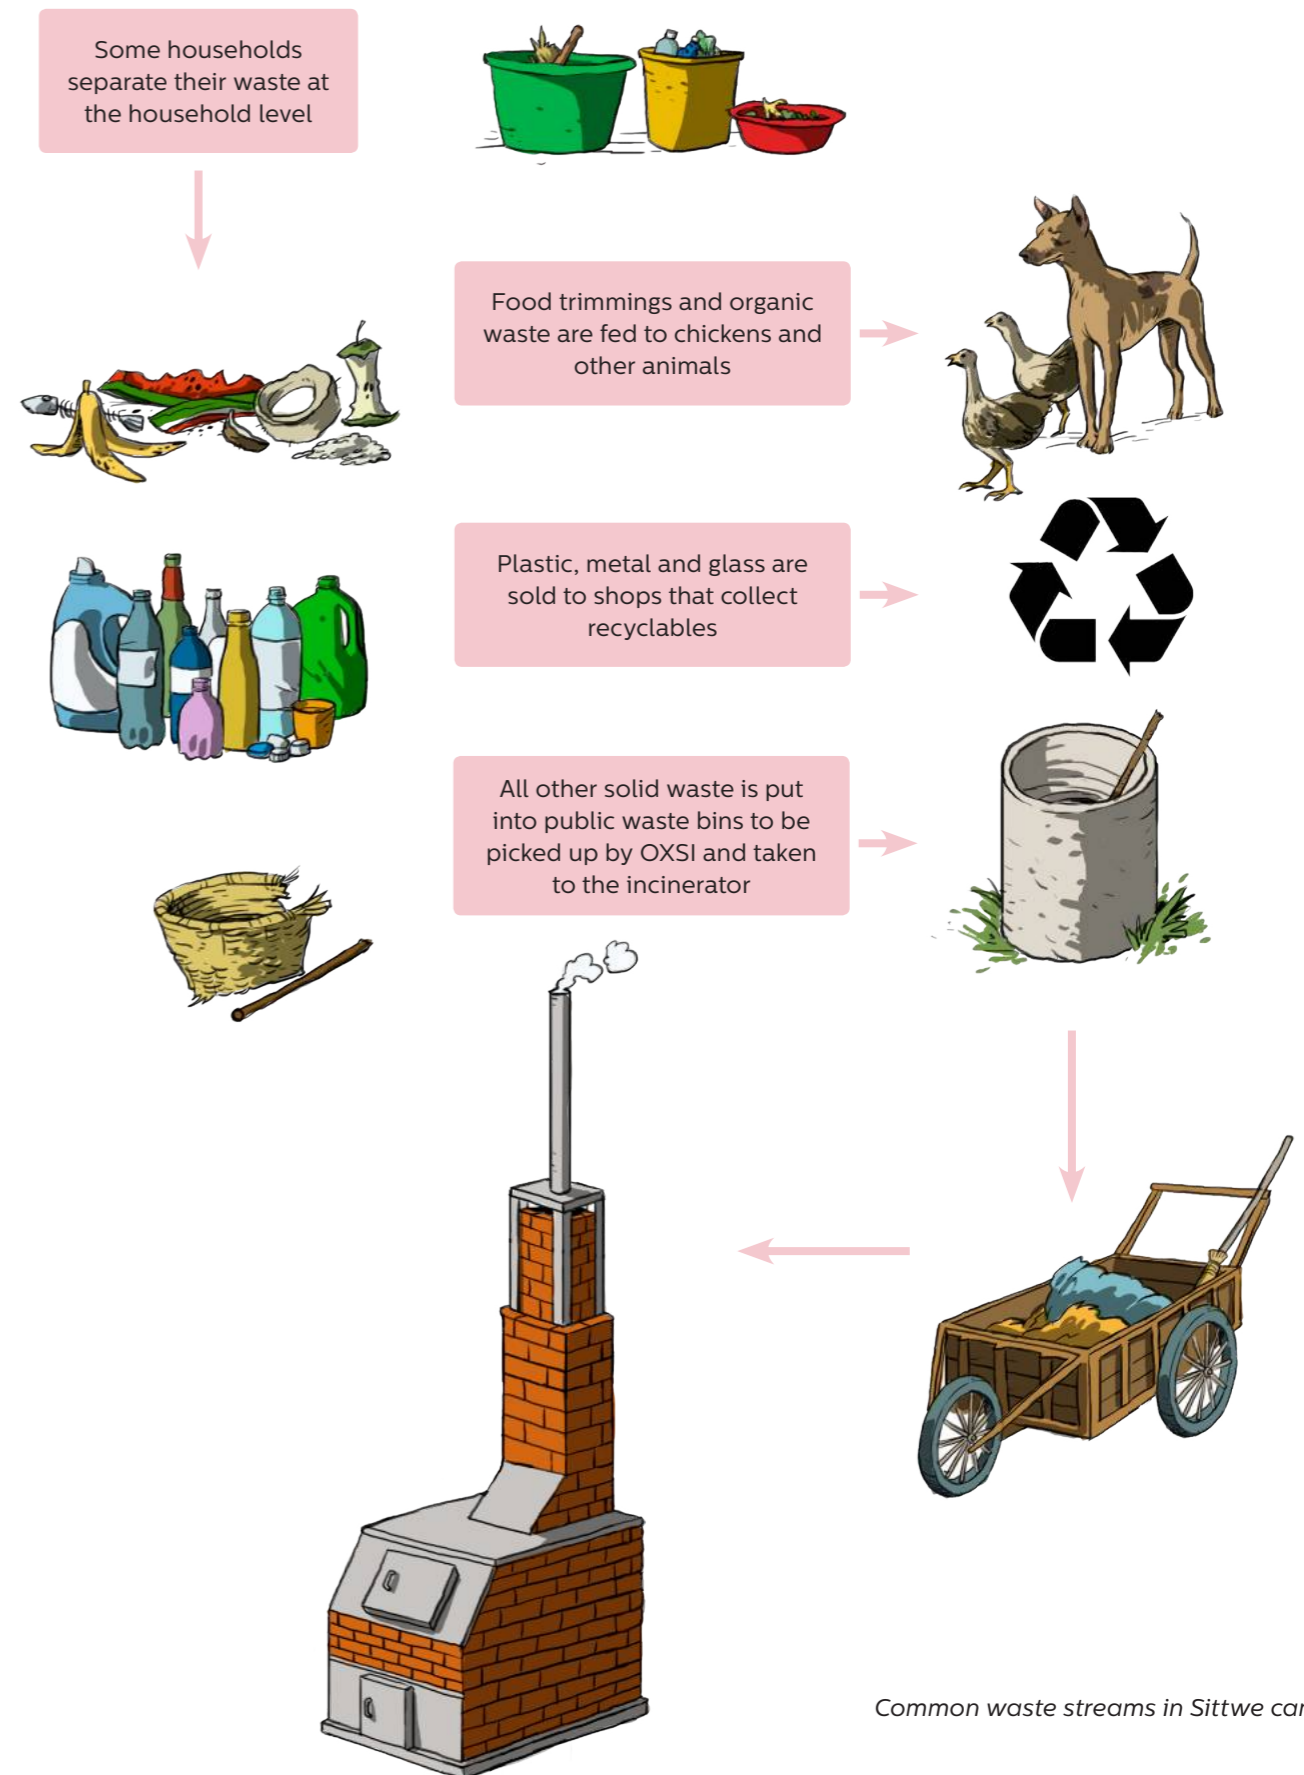 Some households
separate their waste at
the household level
Food trimmings and organic
waste are fed to chickens and
other animals
Plastic, metal and glass are
sold to shops that collect
recyclables
All other solid waste is put
into public waste bins to be
picked up by OXSI and taken
to the incinerator
Common waste streams in Sittwe